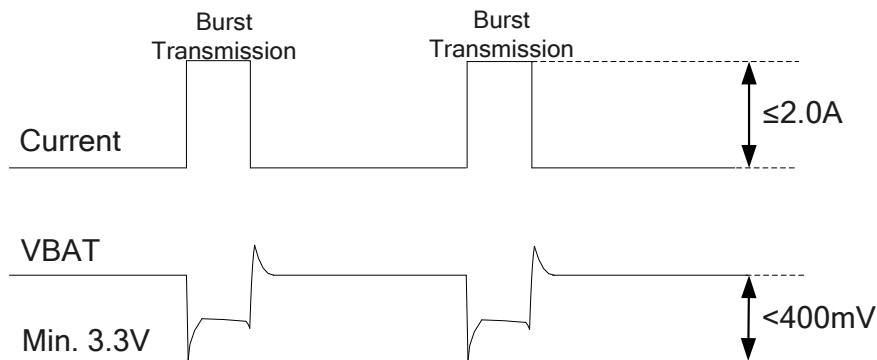 Burst
Transmission
Burst
Transmission
≤2.0A
Current
VBAT
<400mV
Min. 3.3V